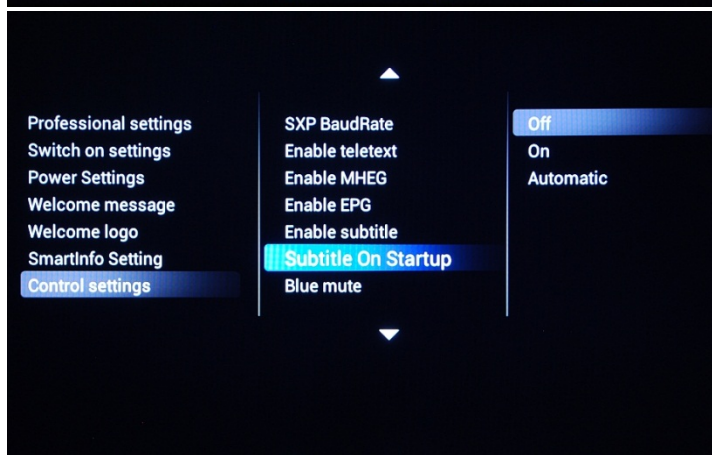 Professional settings
Switch on settings
Power Settings
Welcome message
Welcome logo
SmartInfo Setting
Control settings
SXP BaudRate
Enable teletext
Enable MHEG
Enable EPG
Enable subtitle
Subtitle On Startup
Blue mute
Off
On
Automatic